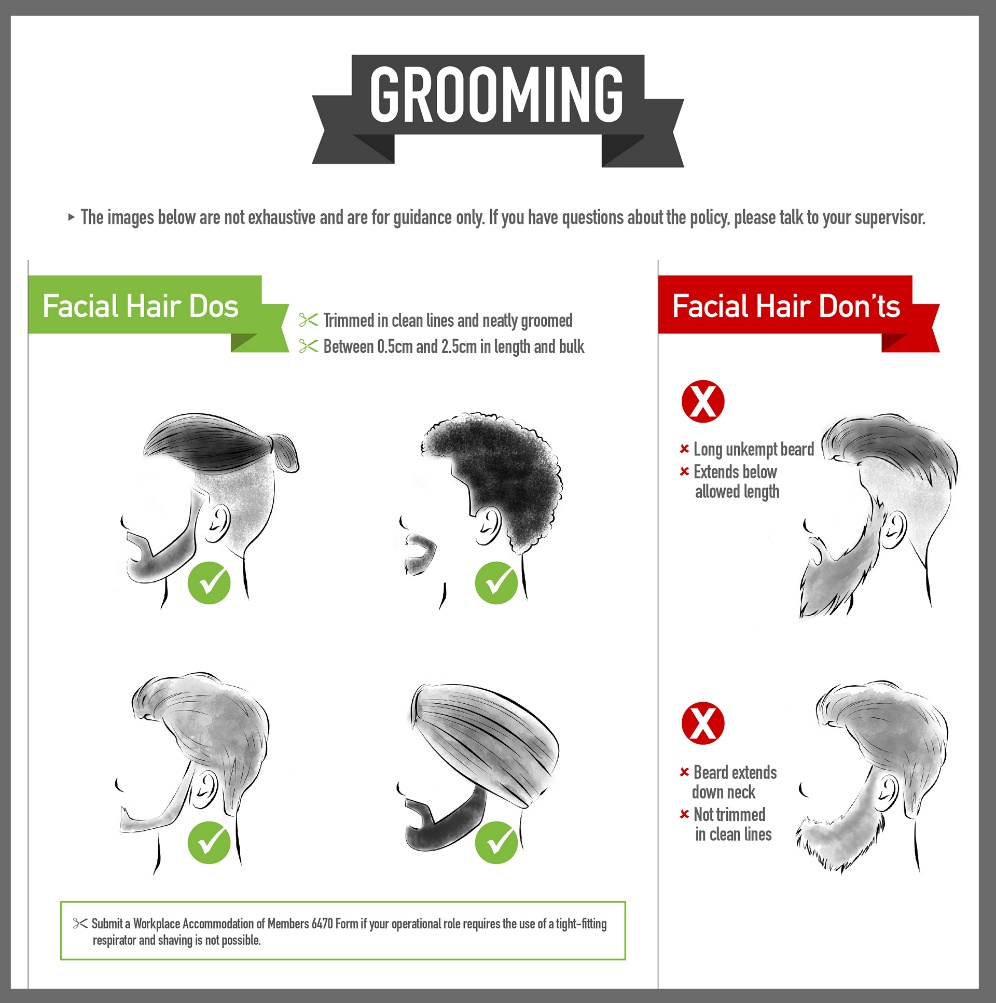 GROOMING
The images below are not exhaustive and are for guidance only. If you have questions about the policy, please talk to your supervisor.
Facial Hair Dos
Trimmed in clean lines and neatly groomed
Between 0.5cm and 2.5cm in length and bulk
Facial Hair Don'ts
X
Long unkempt beard
Extends below
allowed length
X
Beard extends
down neck
Not trimmed
in clean lines
Submit a Workplace Accommodation of Members 6470 Form if your operational role requires the use of a tight-fitting
respirator and shaving is not possible.